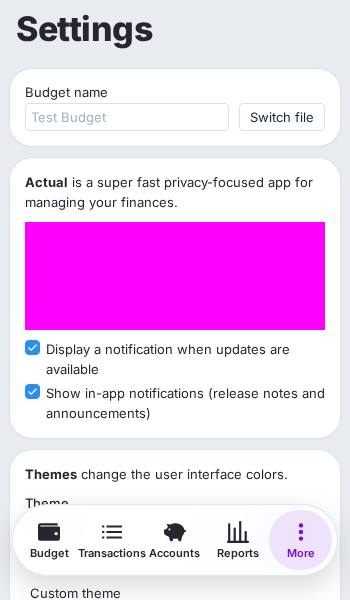 Settings
Budget name
Test Budget
Switch file
Actual is a super fast privacy-focused app for
managing your finances.
Display a notification when updates are
available
Show in-app notifications (release notes and
announcements)
Themes change the user interface colors.
Theme
Budget
Transactions
Accounts
Reports
More
Custom theme